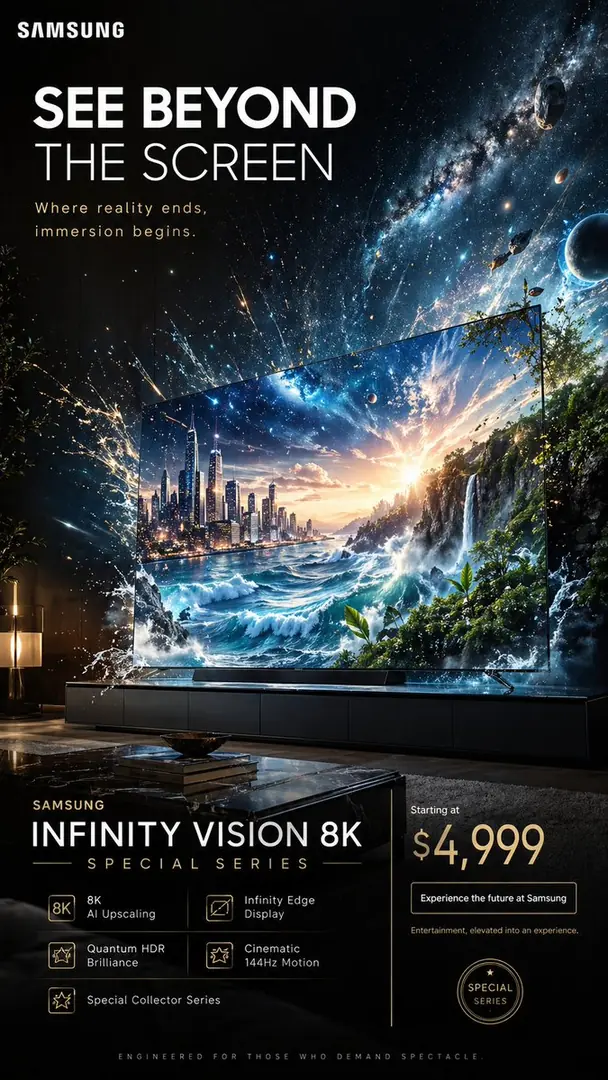 SAMSUNG
SEE BEYOND
THE SCREEN
Where reality ends,
immersion begins.
SAMSUNG
INFINITY VISION 8K
SPECIAL SERIES
8K
8K
AI Upscaling
Infinity Edge
Display
Quantum HDR
Brilliance
Cinematic
144Hz Motion
Special Collector Series
Starting at
$4,999
Experience the future at Samsung
Entertainment, elevated into an experience.
SPECIAL
SERIES
ENGINEERED FOR THOSE WHO DEMAND SPECTACLE.